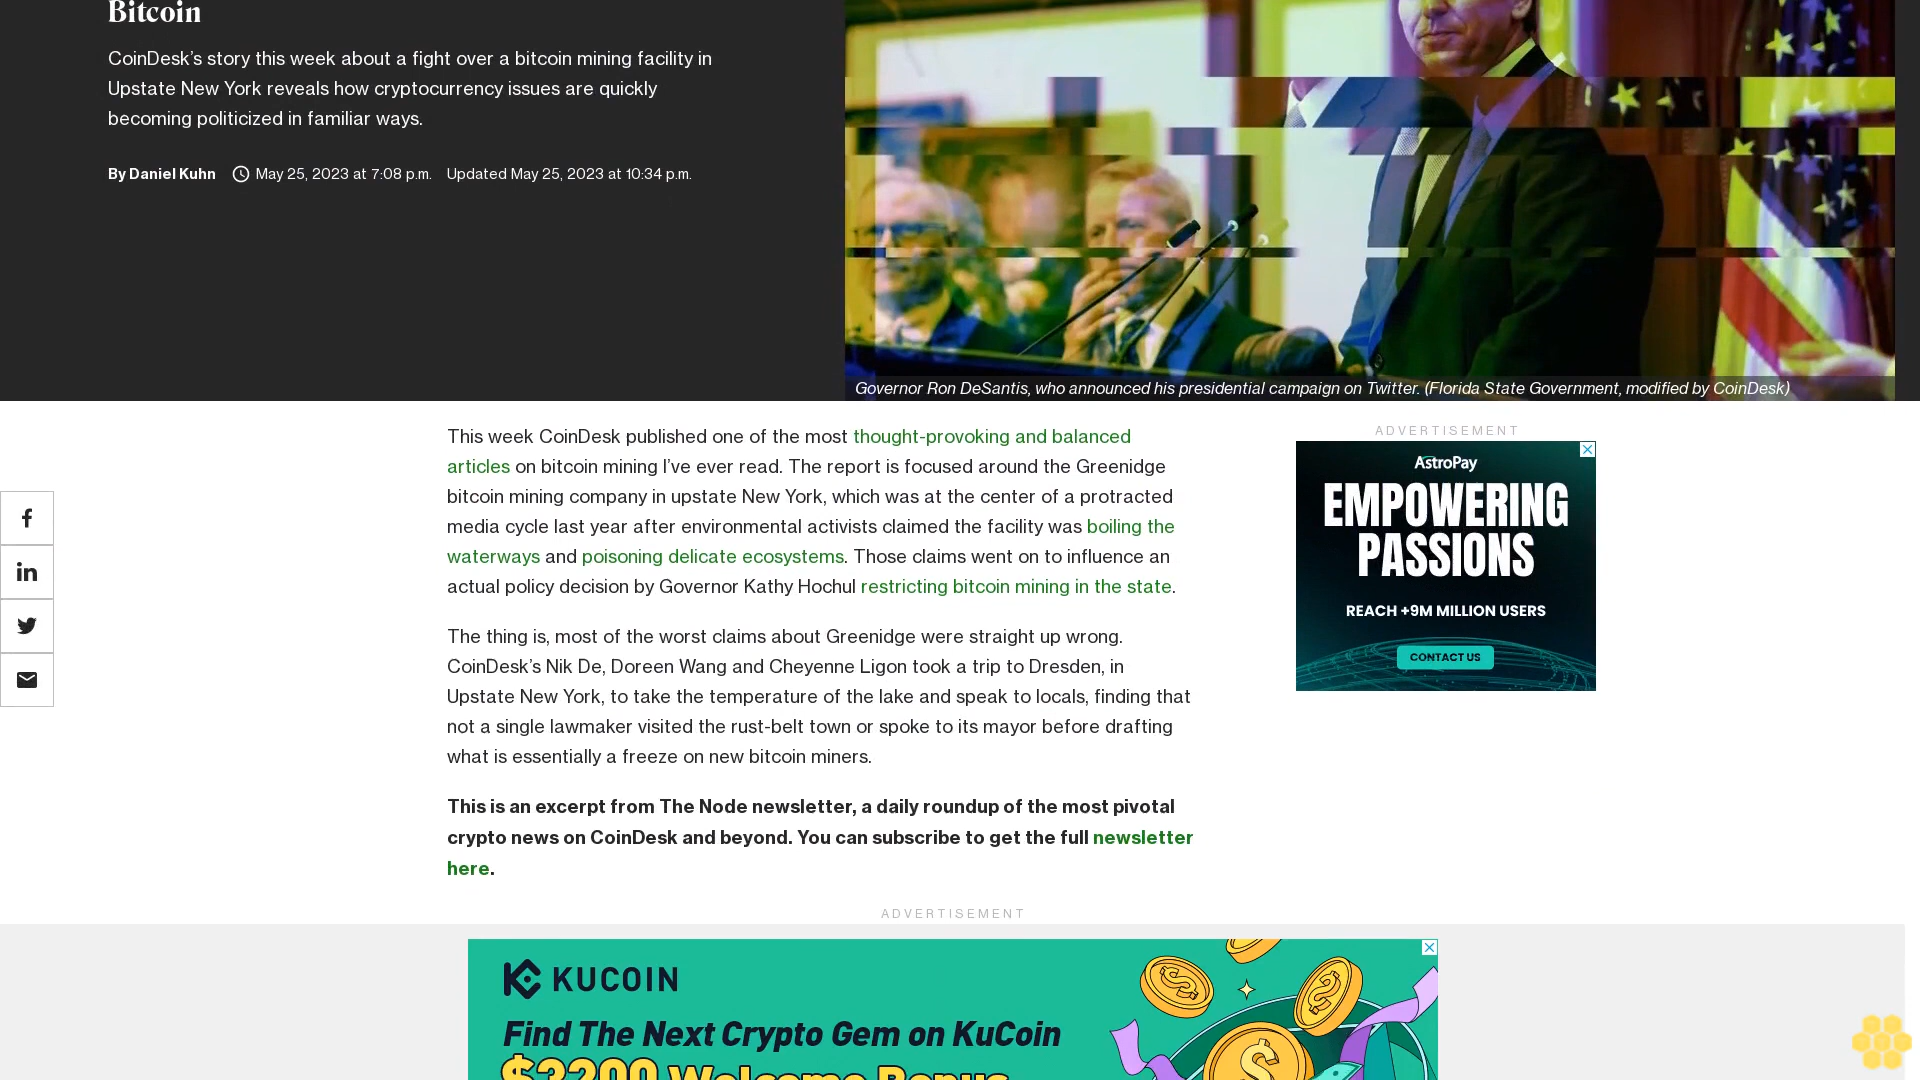 Bitcoin
CoinDesk’s story this week about a fight over a bitcoin mining facility in
Upstate New York reveals how cryptocurrency issues are quickly
becoming politicized in familiar ways.
By Daniel Kuhn May 25, 2023 at 7:08 p.m. Updated May 25, 2023 at 10:34 p.m.
Governor Ron DeSantis, who announced his presidential campaign on Twitter. (Florida State Government, modified by CoinDesk)
This week CoinDesk published one of the most thought-provoking and balanced
articles on bitcoin mining I’ve ever read. The report is focused around the Greenidge
bitcoin mining company in upstate New York, which was at the center of a protracted
media cycle last year after environmental activists claimed the facility was boiling the
waterways and poisoning delicate ecosystems. Those claims went on to influence an
actual policy decision by Governor Kathy Hochul restricting bitcoin mining in the state.
The thing is, most of the worst claims about Greenidge were straight up wrong.
CoinDesk’s Nik De, Doreen Wang and Cheyenne Ligon took a trip to Dresden, in
Upstate New York, to take the temperature of the lake and speak to locals, finding that
not a single lawmaker visited the rust-belt town or spoke to its mayor before drafting
what is essentially a freeze on new bitcoin miners.
This is an excerpt from The Node newsletter, a daily roundup of the most pivotal
crypto news on CoinDesk and beyond. You can subscribe to get the full newsletter
here.
ADVERTISEMENT
AstroPay
EMPOWERING
PASSIONS
REACH +9M MILLION USERS
CONTACT US
ADVERTISEMENT
KUCOIN
Find The Next Crypto Gem on KuCoin
$3200 Welcome Bonus